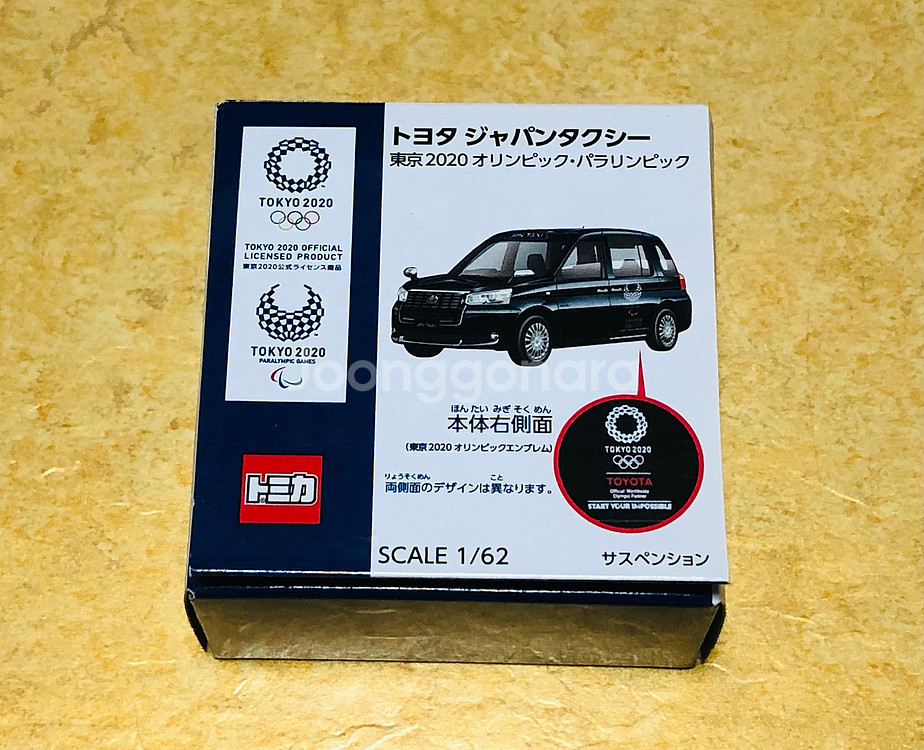 トヨタ ジャパンタクシー
東京2020 オリンピック・パラリンピック
TOKYO 2020
TOKYO 2020 OFFICIAL
LICENSED PRODUCT
東京2020公式ライセンス商品
TOKYO 2020
PARALYMPIC GAMES
トミカ
JPN TAXI
joonggonara
ほん たい みぎ そく めん
本体右側面
(東京2020 オリンピックエンブレム)
りょうそくめん こと
両側面のデザインは異なります。
TOKYO 2020
TOYOTA
Official Worldwide
Olympic Partner
START YOUR IMPOSSIBLE
SCALE 1/62
サスペンション